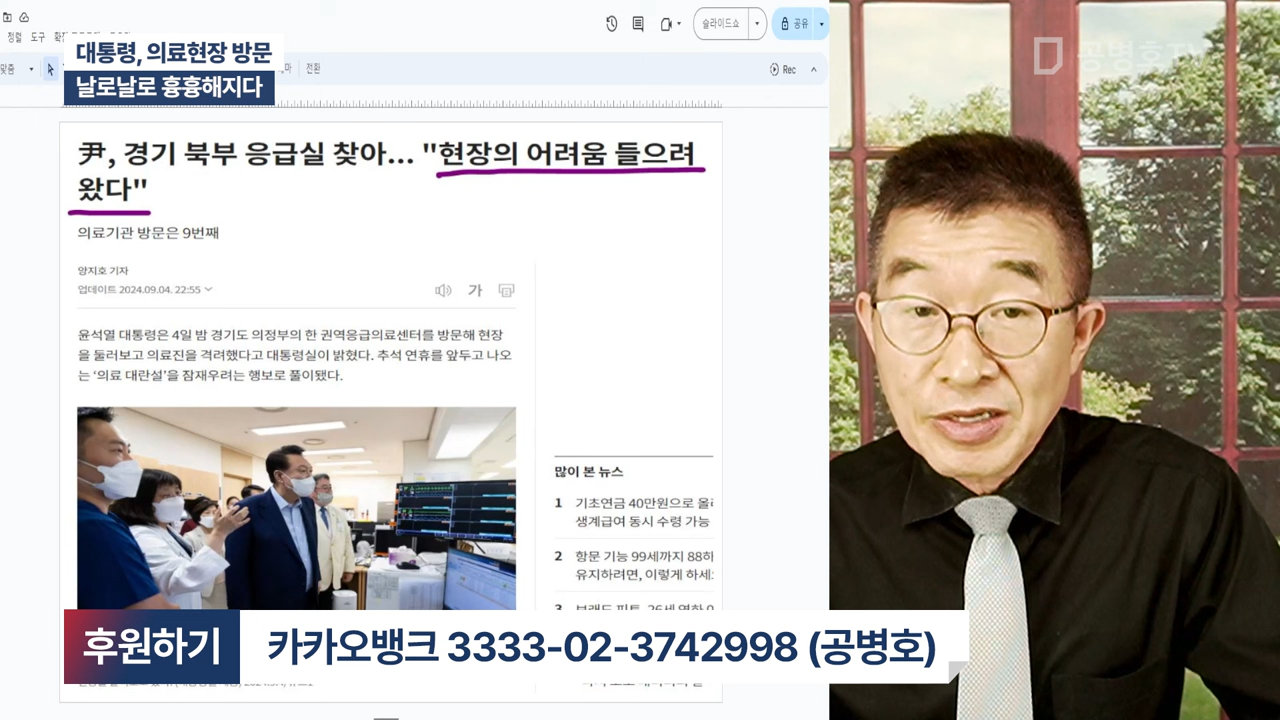 정렬 도구
슬라이드쇼
공유
맞춤
전환
Rec
대통령, 의료현장 방문
날로날로 흉흉해지다
공병호
尹, 경기 북부 응급실 찾아... "현장의 어려움 들으려
왔다"
의료기관 방문은 9번째
양지호 기자
업데이트 2024.09.04. 22:55
가
윤석열 대통령은 4일 밤 경기도 의정부의 한 권역응급의료센터를 방문해 현장
을 둘러보고 의료진을 격려했다고 대통령실이 밝혔다. 추석 연휴를 앞두고 나오
는 ‘의료 대란설’을 잠재우려는 행보로 풀이됐다.
많이 본 뉴스
1 기초연금 40만원으로
생계급여 동시 수령 가능
2 항문 기능 99세까지 88하
유지하려면, 이렇게 하세
3
후원하기
카카오뱅크 3333-02-3742998 (공병호)